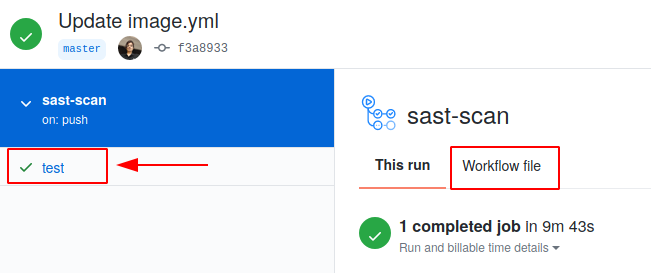 Update image.yml
master f3a8933
sast-scan
on: push
test
sast-scan
This run Workflow file
1 completed job in 9m 43s
Run and billable time details